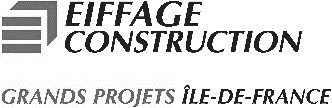 EIFFAGE
CONSTRUCTION
GRANDS PROJETS ÎLE-DE-FRANCE